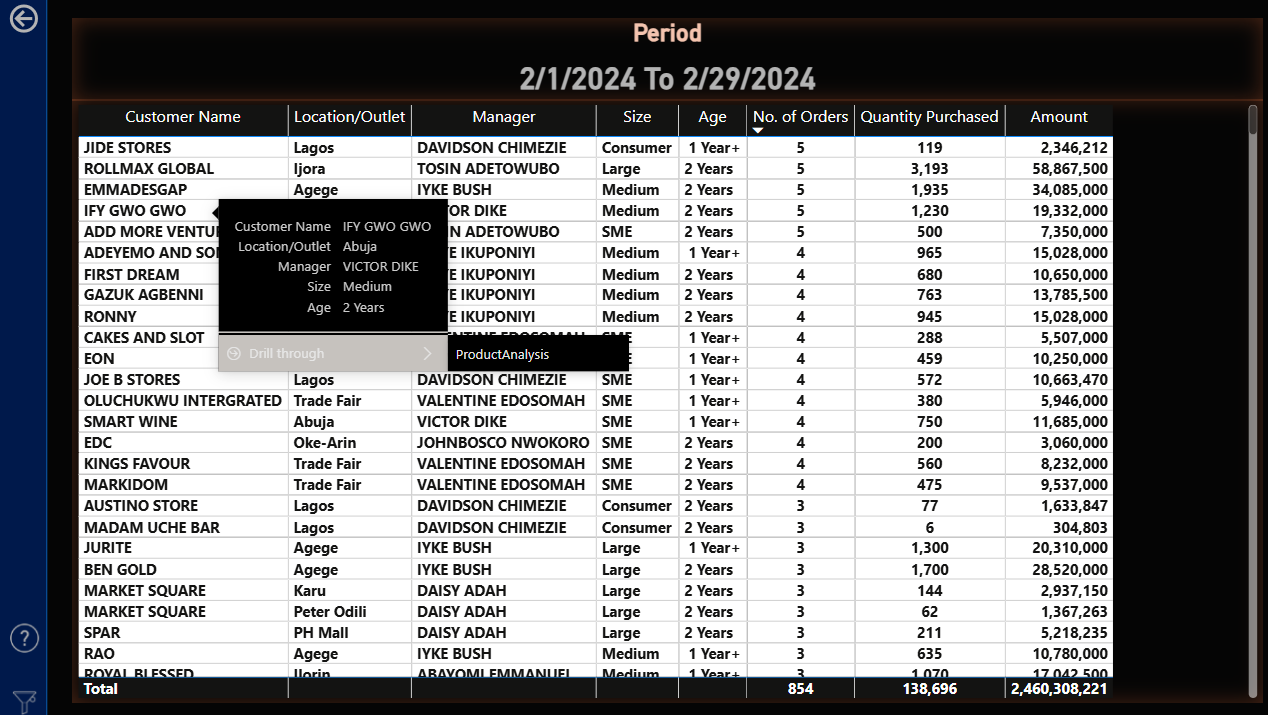 Period
2/1/2024 To 2/29/2024
Customer Name Location/Outlet Manager Size Age No. of Orders Quantity Purchased Amount
JIDE STORES Lagos DAVIDSON CHIMEZIE Consumer 1 Year+ 5 119 2,346,212
ROLLMAX GLOBAL Ijora TOSIN ADETOWUBO Large 2 Years 5 3,193 58,867,500
EMMADESGAP Agege IYKE BUSH Medium 2 Years 5 1,935 34,085,000
IFY GWO GWO TOR DIKE Medium 2 Years 5 1,230 19,332,000
ADD MORE VENTU N ADETOWUBO SME 2 Years 5 500 7,350,000
ADEYEMO AND SO E IKUPONIYI Medium 1 Year+ 4 965 15,028,000
FIRST DREAM E IKUPONIYI Medium 2 Years 4 680 10,650,000
GAZUK AGBENNI E IKUPONIYI Medium 2 Years 4 763 13,785,500
RONNY E IKUPONIYI Medium 2 Years 4 945 15,028,000
CAKES AND SLOT VALENTINE EDOSOMAH SME 1 Year+ 4 288 5,507,000
EON 1 Year+ 4 459 10,250,000
JOE B STORES Lagos DAVIDSON CHIMEZIE SME 1 Year+ 4 572 10,663,470
OLUCHUKWU INTERGRATED Trade Fair VALENTINE EDOSOMAH SME 1 Year+ 4 380 5,946,000
SMART WINE Abuja VICTOR DIKE SME 1 Year+ 4 750 11,685,000
EDC Oke-Arin JOHNBOSCO NWOKORO SME 2 Years 4 200 3,060,000
KINGS FAVOUR Trade Fair VALENTINE EDOSOMAH SME 2 Years 4 560 8,232,000
MARKIDOM Trade Fair VALENTINE EDOSOMAH SME 2 Years 4 475 9,537,000
AUSTINO STORE Lagos DAVIDSON CHIMEZIE Consumer 2 Years 3 77 1,633,847
MADAM UCHE BAR Lagos DAVIDSON CHIMEZIE Consumer 2 Years 3 6 304,803
JURITE Agege IYKE BUSH Large 1 Year+ 3 1,300 20,310,000
BEN GOLD Agege IYKE BUSH Large 2 Years 3 1,700 28,520,000
MARKET SQUARE Karu DAISY ADAH Large 2 Years 3 144 2,937,150
MARKET SQUARE Peter Odili DAISY ADAH Large 2 Years 3 62 1,367,263
SPAR PH Mall DAISY ADAH Large 2 Years 3 211 5,218,235
RAO Agege IYKE BUSH Medium 1 Year+ 3 635 10,780,000
ROYAL BLESSED Ilorin ABAYOMI EMMANUEL Medium 1 Year+ 3 1,070 17,042,500
Total 854 138,696 2,460,308,221
Customer Name IFY GWO GWO
Location/Outlet Abuja
Manager VICTOR DIKE
Size Medium
Age 2 Years
Drill through
ProductAnalysis